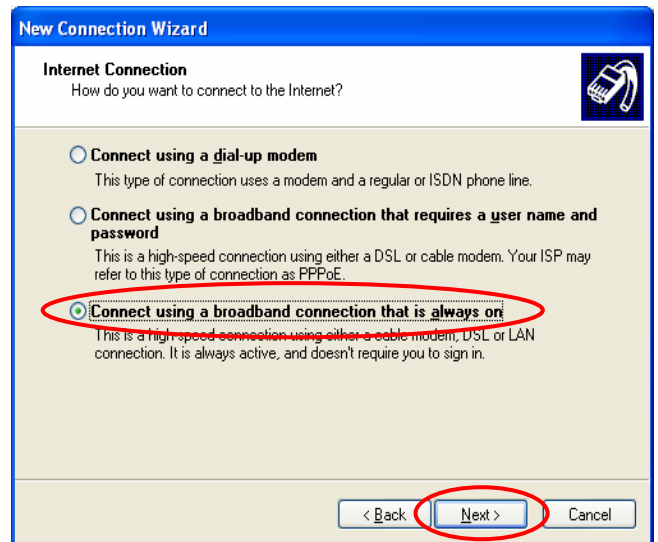 New Connection Wizard
Internet Connection
How do you want to connect to the Internet?
Connect using a dial-up modem
This type of connection uses a modem and a regular or ISDN phone line.
Connect using a broadband connection that requires a user name and
password
This is a high-speed connection using either a DSL or cable modem. Your ISP may
refer to this type of connection as PPPoE.
Connect using a broadband connection that is always on
This is a high-speed connection using either a cable modem, DSL or LAN
connection. It is always active, and doesn't require you to sign in.
< Back
Next >
Cancel